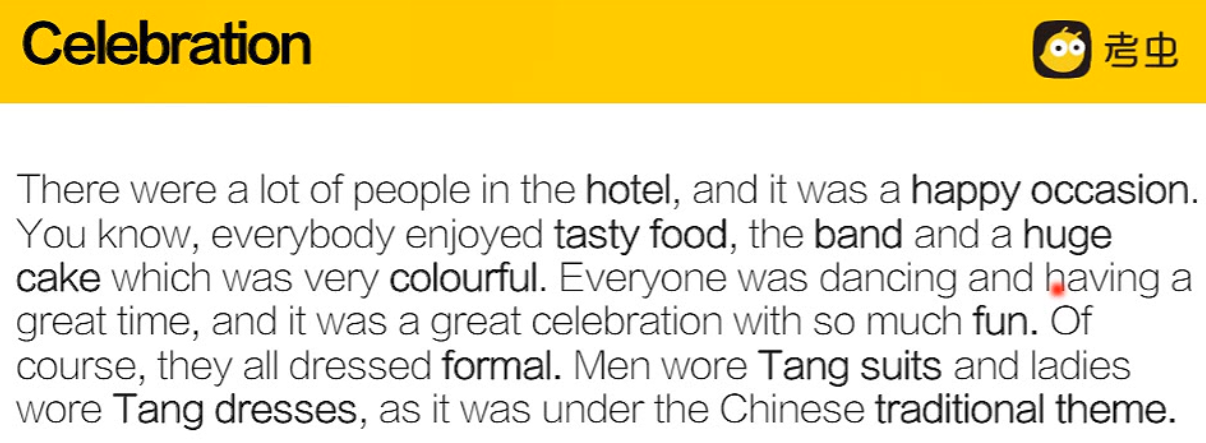 Celebration
考虫
There were a lot of people in the hotel, and it was a happy occasion.
You know, everybody enjoyed tasty food, the band and a huge
cake which was very colourful. Everyone was dancing and having a
great time, and it was a great celebration with so much fun. Of
course, they all dressed formal. Men wore Tang suits and ladies
wore Tang dresses, as it was under the Chinese traditional theme.